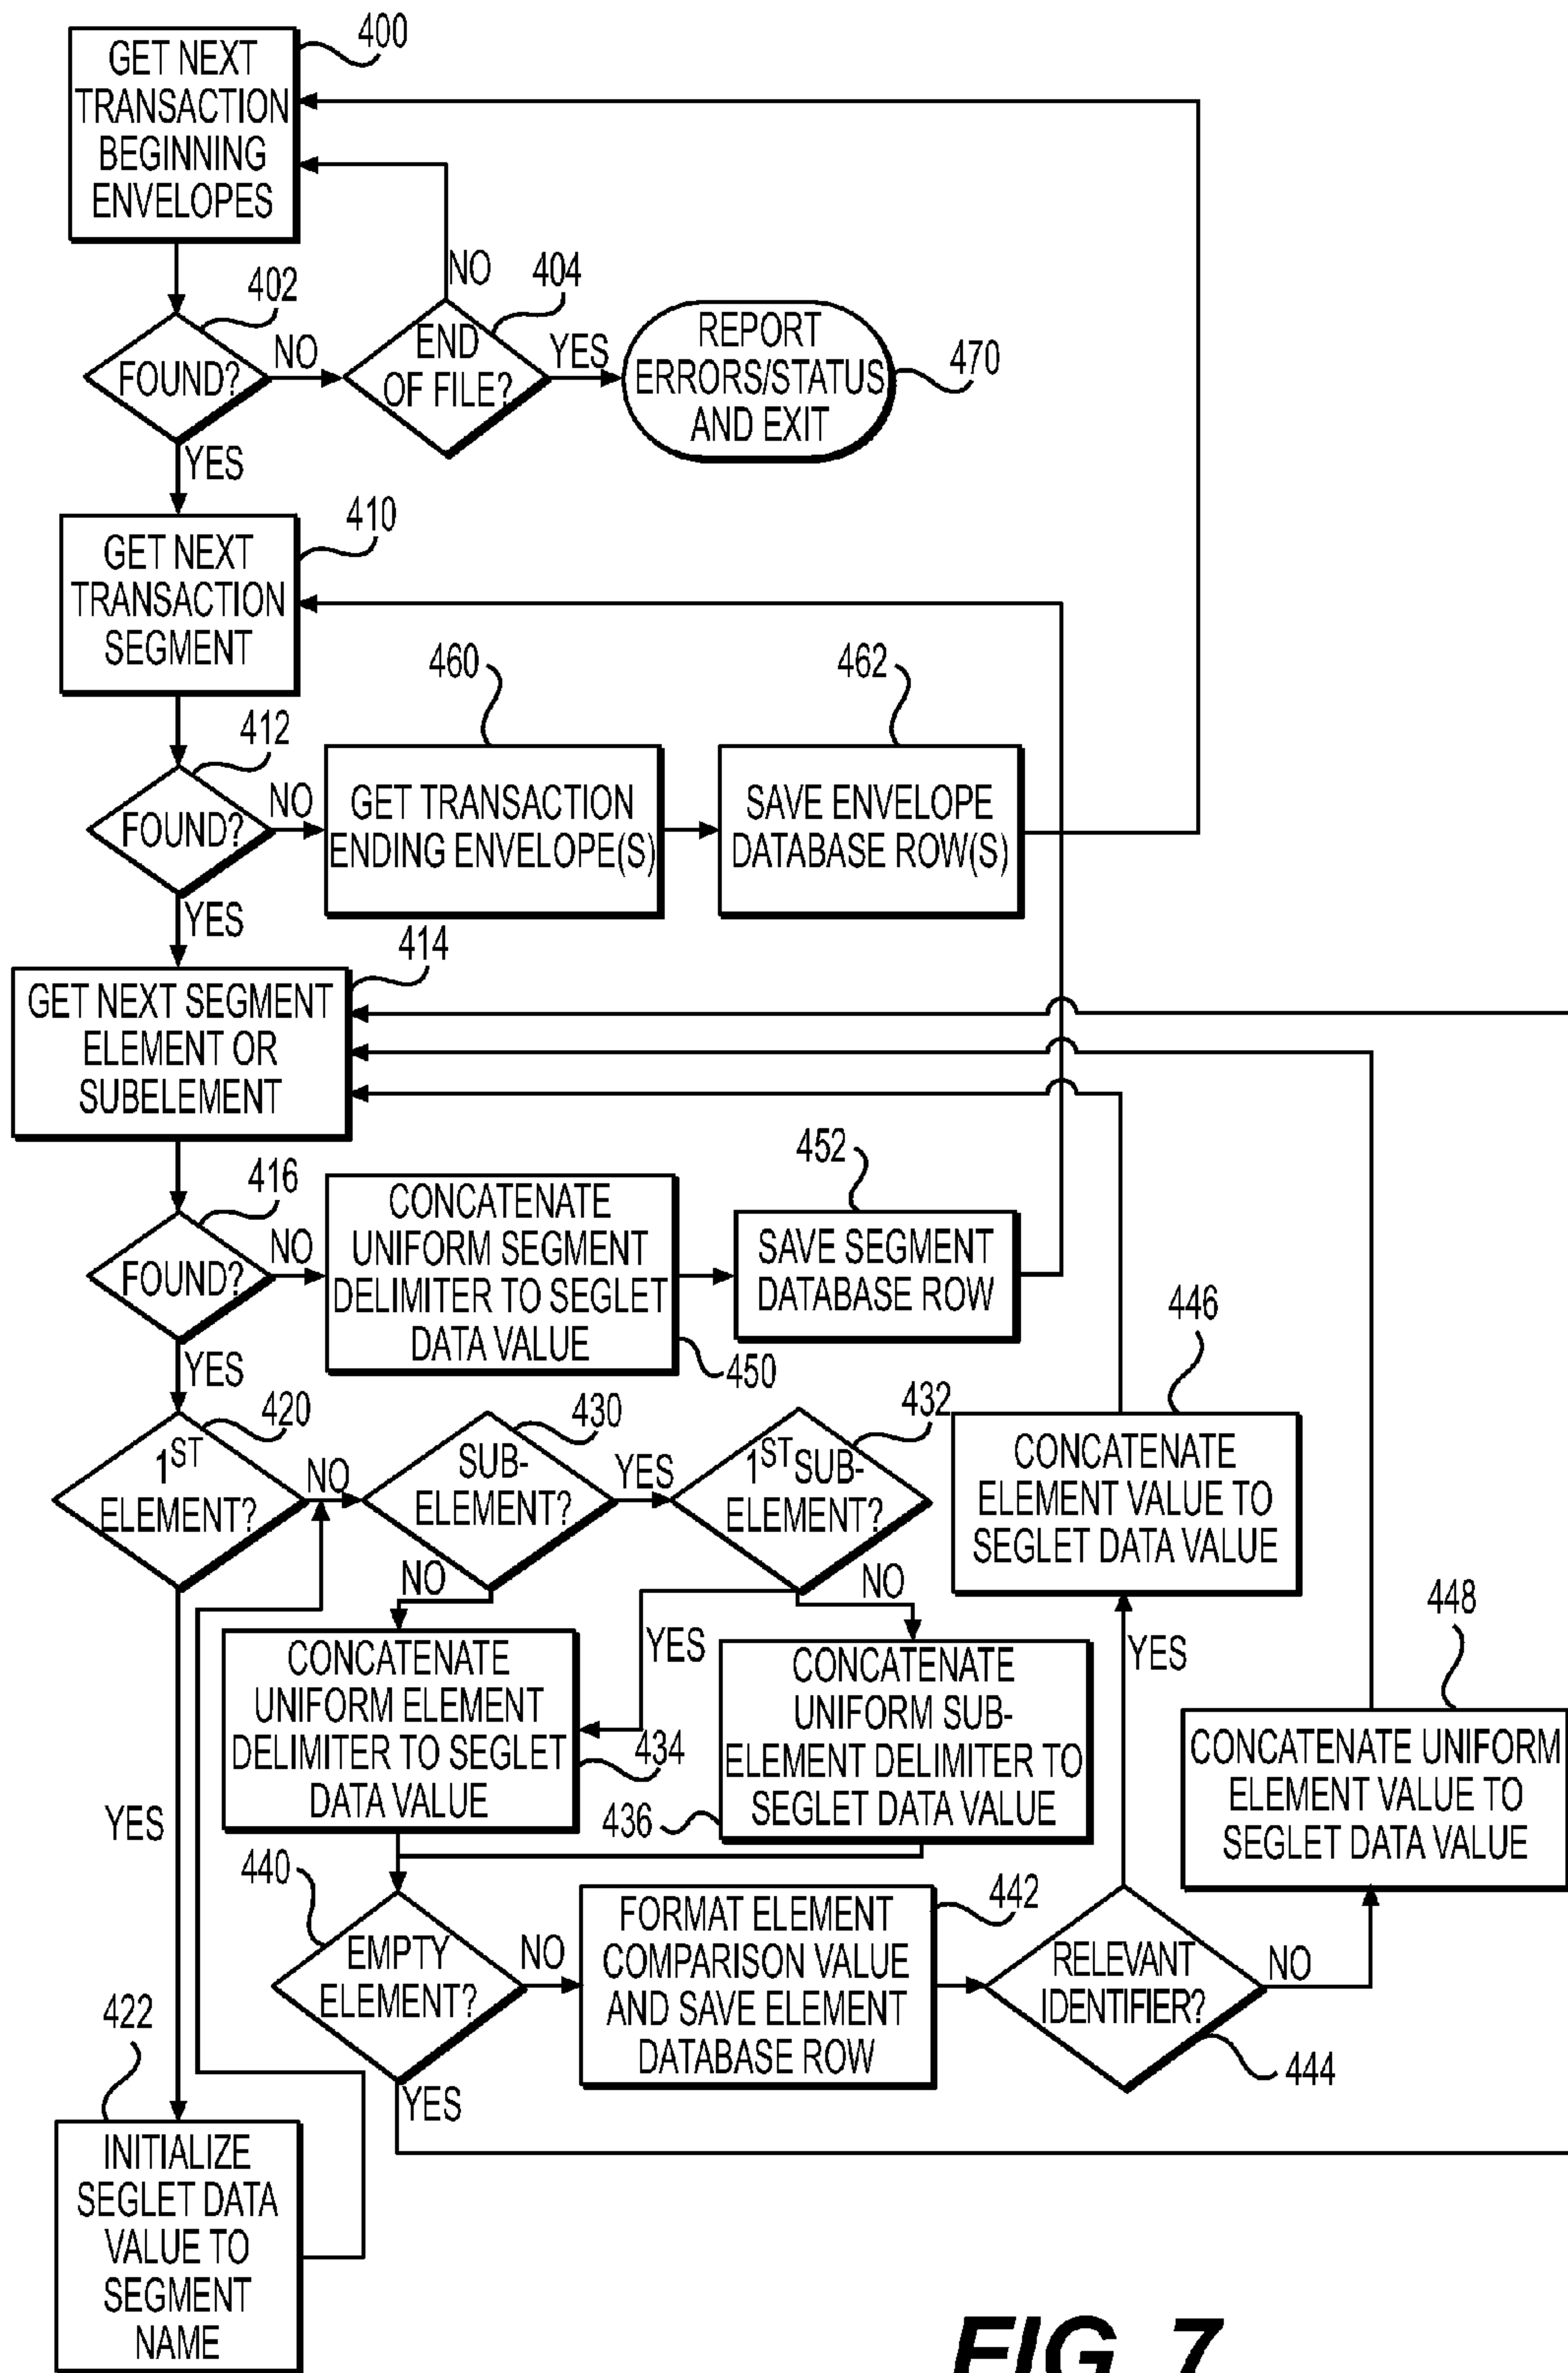 400
GET NEXT
TRANSACTION
BEGINNING
ENVELOPES
402
FOUND?
NO
YES
404
END
OF FILE?
NO
YES
REPORT
ERRORS/STATUS
AND EXIT
470
410
GET NEXT
TRANSACTION
SEGMENT
412
FOUND?
NO
YES
460
GET TRANSACTION
ENDING ENVELOPE(S)
462
SAVE ENVELOPE
DATABASE ROW(S)
414
GET NEXT SEGMENT
ELEMENT OR
SUBELEMENT
416
FOUND?
NO
YES
CONCATENATE
UNIFORM SEGMENT
DELIMITER TO SEGLET
DATA VALUE
450
452
SAVE SEGMENT
DATABASE ROW
420
1ST
ELEMENT?
NO
YES
430
SUB-
ELEMENT?
YES
NO
432
1ST SUB-
ELEMENT?
YES
NO
446
CONCATENATE
ELEMENT VALUE TO
SEGLET DATA VALUE
CONCATENATE
UNIFORM ELEMENT
DELIMITER TO SEGLET
DATA VALUE
434
CONCATENATE
UNIFORM SUB-
ELEMENT DELIMITER TO
SEGLET DATA VALUE
436
448
CONCATENATE UNIFORM
ELEMENT VALUE TO
SEGLET DATA VALUE
440
EMPTY
ELEMENT?
NO
YES
442
FORMAT ELEMENT
COMPARISON VALUE
AND SAVE ELEMENT
DATABASE ROW
RELEVANT
IDENTIFIER?
YES
NO
444
422
INITIALIZE
SEGLET DATA
VALUE TO
SEGMENT
NAME
FIG. 7